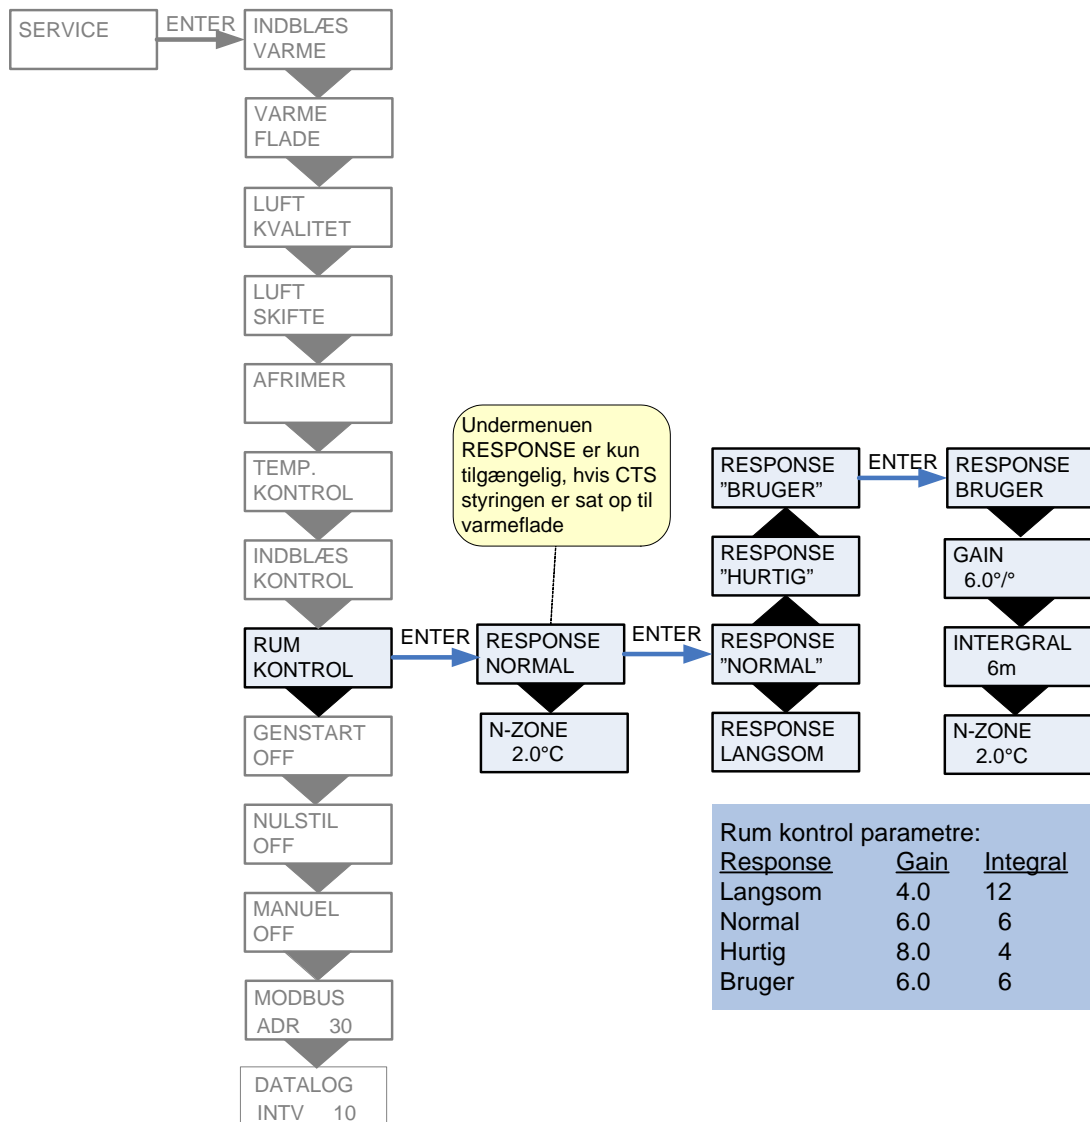 SERVICE
ENTER
INDBLÆS
VARME
VARME
FLADE
LUFT
KVALITET
LUFT
SKIFTE
AFRIMER
TEMP.
KONTROL
INDBLÆS
KONTROL
RUM
KONTROL
ENTER
Undermenuen
RESPONSE er kun
tilgængelig, hvis CTS
styringen er sat op til
varmeflade
RESPONSE
NORMAL
ENTER
N-ZONE
2.0°C
RESPONSE
"BRUGER"
ENTER
RESPONSE
"HURTIG"
RESPONSE
"NORMAL"
RESPONSE
LANGSOM
RESPONSE
BRUGER
GAIN
6.0°/°
INTERGRAL
6m
N-ZONE
2.0°C
GENSTART
OFF
NULSTIL
OFF
MANUEL
OFF
MODBUS
ADR 30
DATALOG
INTV 10
Rum kontrol parametre:
Response Gain Integral
Langsom 4.0 12
Normal 6.0 6
Hurtig 8.0 4
Bruger 6.0 6